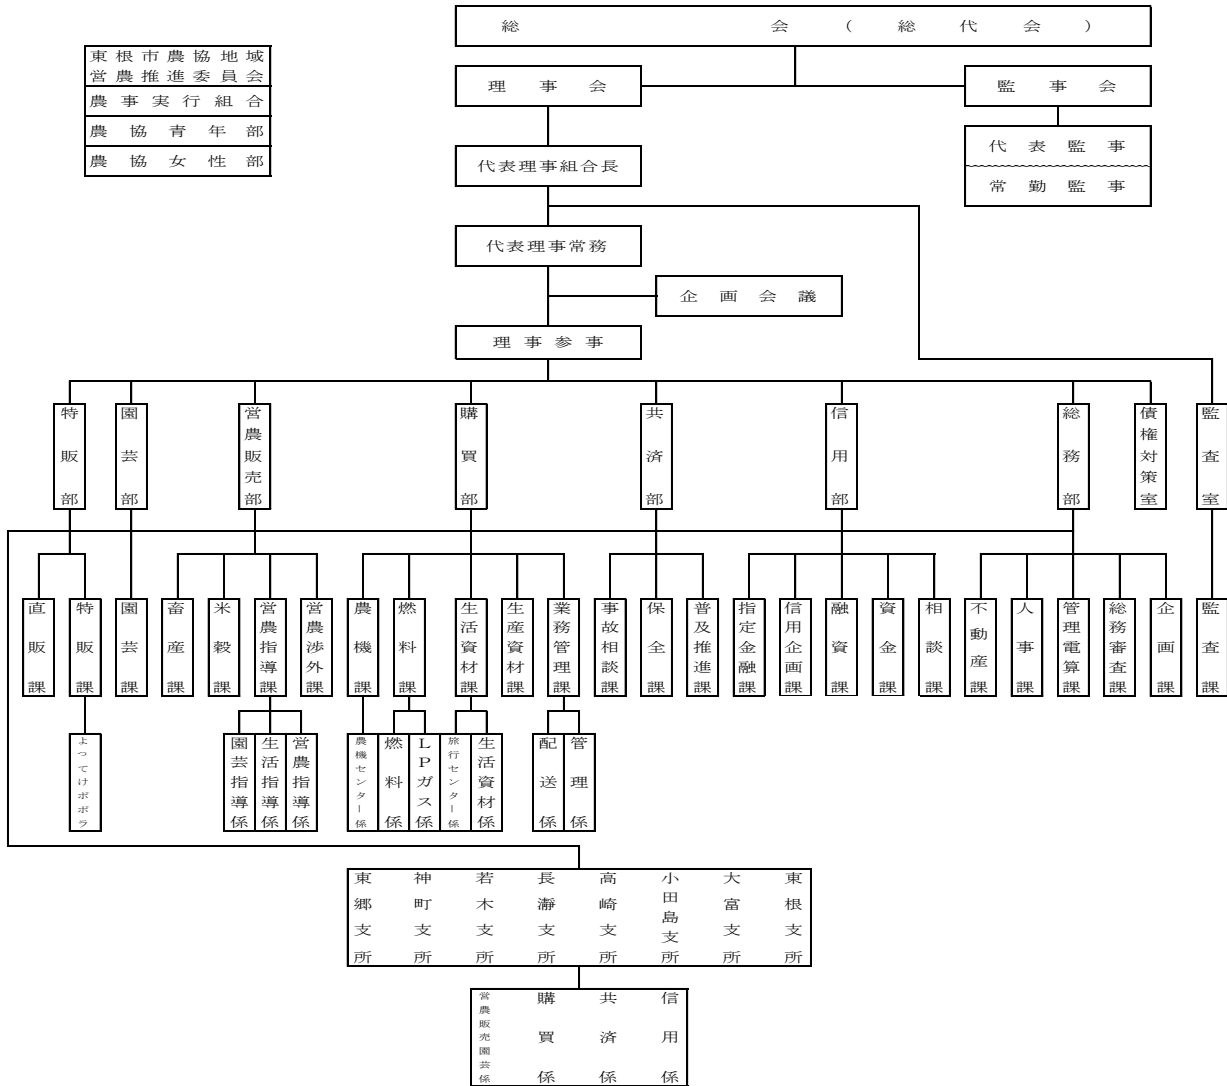 総会（総代会）
東根市農協地域
営農推進委員会
農事実行組合
農協青年部
農協女性部
理事会
監事会
代表監事
常勤監事
代表理事組合長
代表理事常務
企画会議
理事参事
特販部
園芸部
営農販売部
購買部
共済部
信用部
総務部
債権対策室
監査室
直販課
特販課
園芸課
畜産課
米穀課
営農指導課
営農渉外課
農機課
燃料課
生活資材課
生産資材課
業務管理課
事故相談課
保全課
普及推進課
指定金融課
信用企画課
融資課
資金課
相談課
不動産課
人事課
管理電算課
総務審査課
企画課
監査課
よってけポポラ
園芸指導係
生活指導係
営農指導係
農機センター係
燃料係
LPガス係
旅行センター係
生活資材係
配送係
管理係
東郷支所
神町支所
若木支所
長瀞支所
高崎支所
小田島支所
大富支所
東根支所
営農販売園芸係
購買係
共済係
信用係